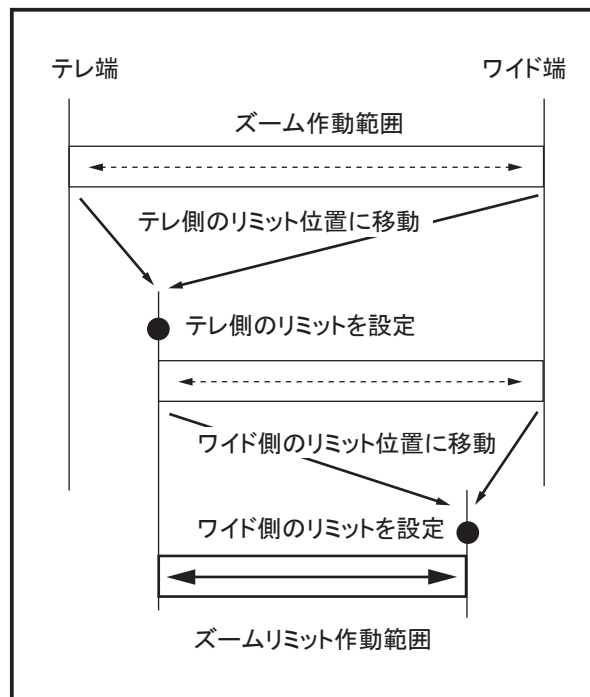 テレ端
ワイド端
ズーム作動範囲
テレ側のリミット位置に移動
テレ側のリミットを設定
ワイド側のリミット位置に移動
ワイド側のリミットを設定
ズームリミット作動範囲